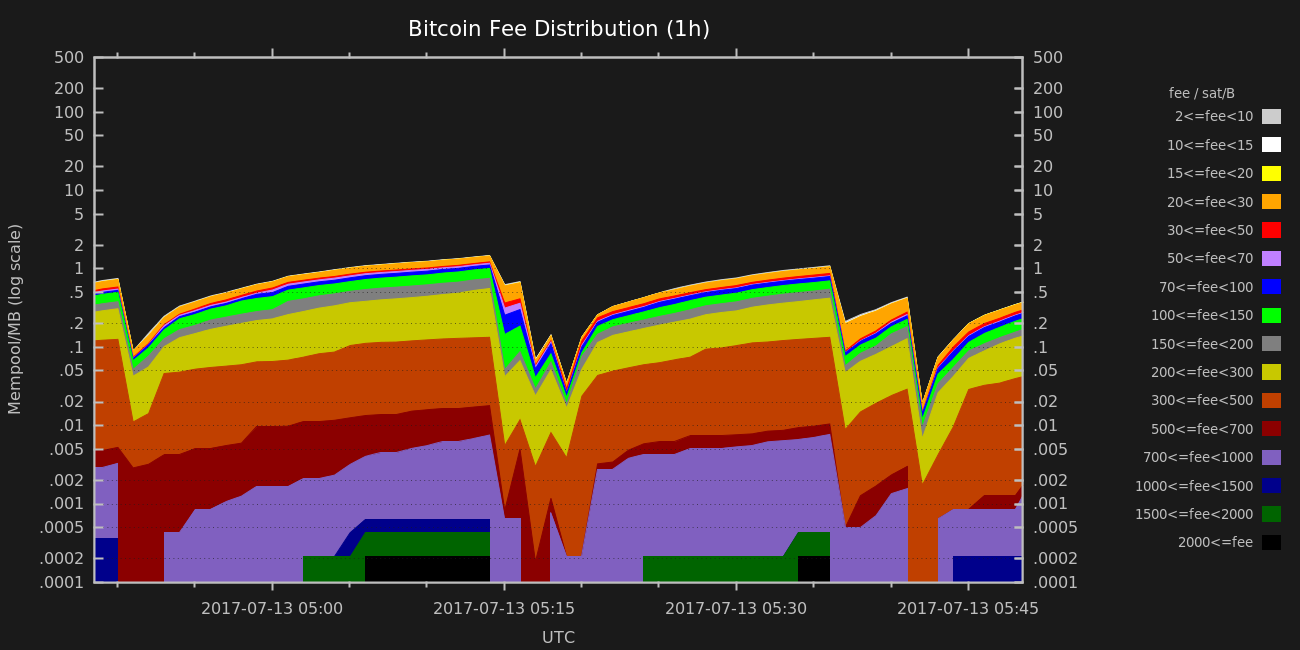 Bitcoin Fee Distribution (1h)
500 500
200 200
100 100
50 50
20 20
10 10
5 5
2 2
1 1
.5 .5
.2 .2
.1 .1
.05 .05
.02 .02
.01 .01
.005 .005
.002 .002
.001 .001
.0005 .0005
.0002 .0002
.0001 .0001
Mempool/MB (log scale)
2017-07-13 05:00 2017-07-13 05:15 2017-07-13 05:30 2017-07-13 05:45
UTC
fee / sat/B
2<=fee<10
10<=fee<15
15<=fee<20
20<=fee<30
30<=fee<50
50<=fee<70
70<=fee<100
100<=fee<150
150<=fee<200
200<=fee<300
300<=fee<500
500<=fee<700
700<=fee<1000
1000<=fee<1500
1500<=fee<2000
2000<=fee